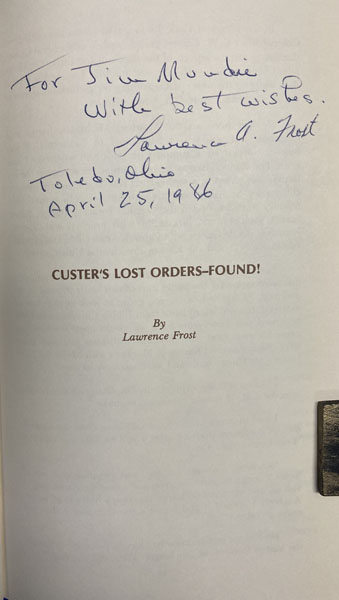 For Jim Mundie
With best wishes.
Lawrence A. Frost
Toledo, Ohio
April 25, 1986
CUSTER'S LOST ORDERS–FOUND!
By
Lawrence Frost